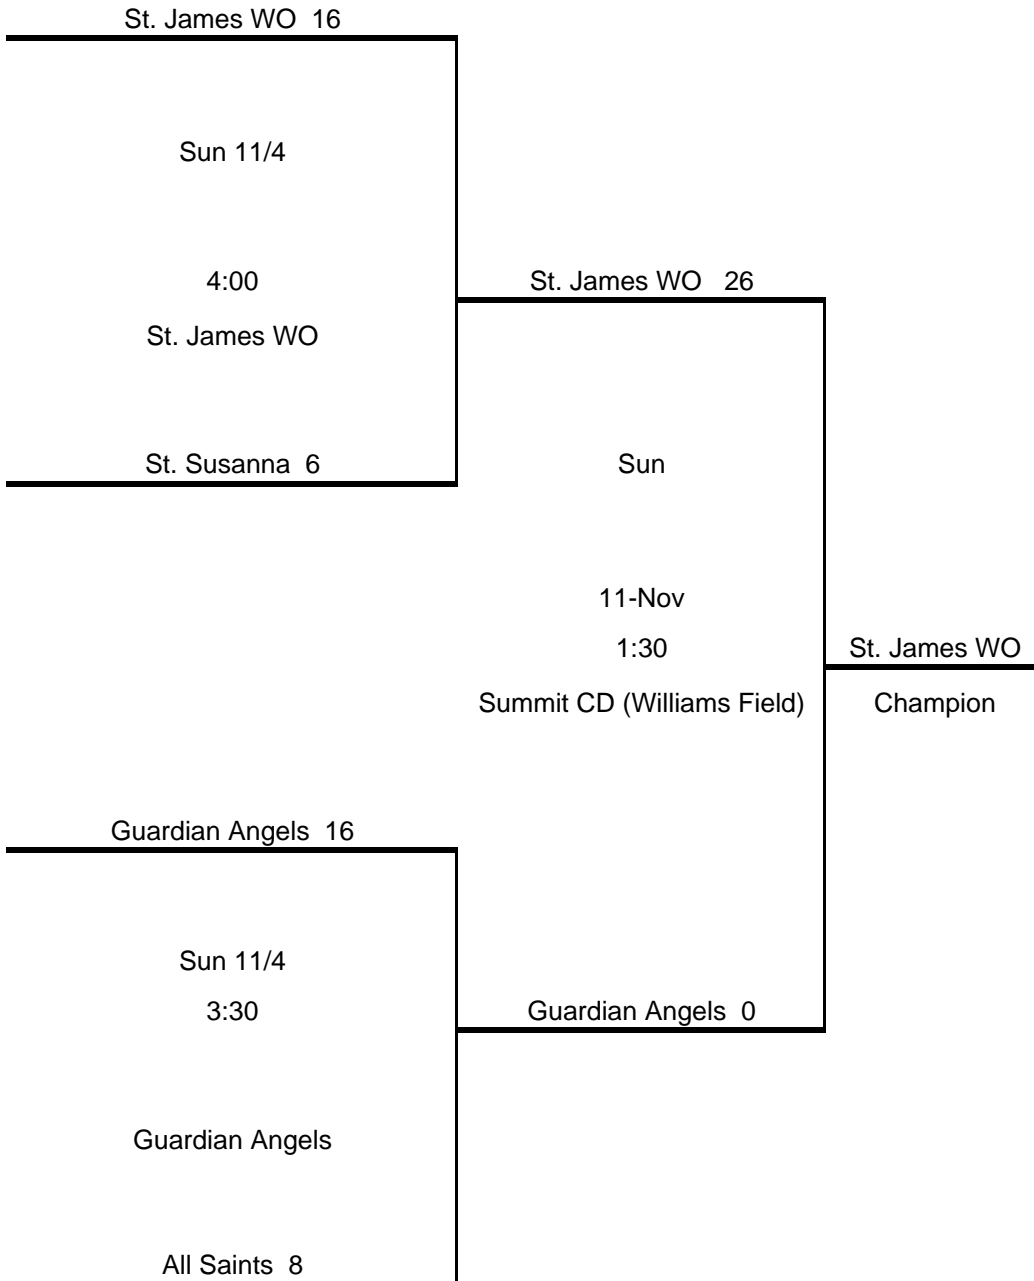 St. James WO 16
Sun 11/4
4:00
St. James WO 26
St. James WO
St. Susanna 6
Sun
11-Nov
1:30
St. James WO
Summit CD (Williams Field)
Champion
Guardian Angels 16
Sun 11/4
3:30
Guardian Angels 0
Guardian Angels
All Saints 8